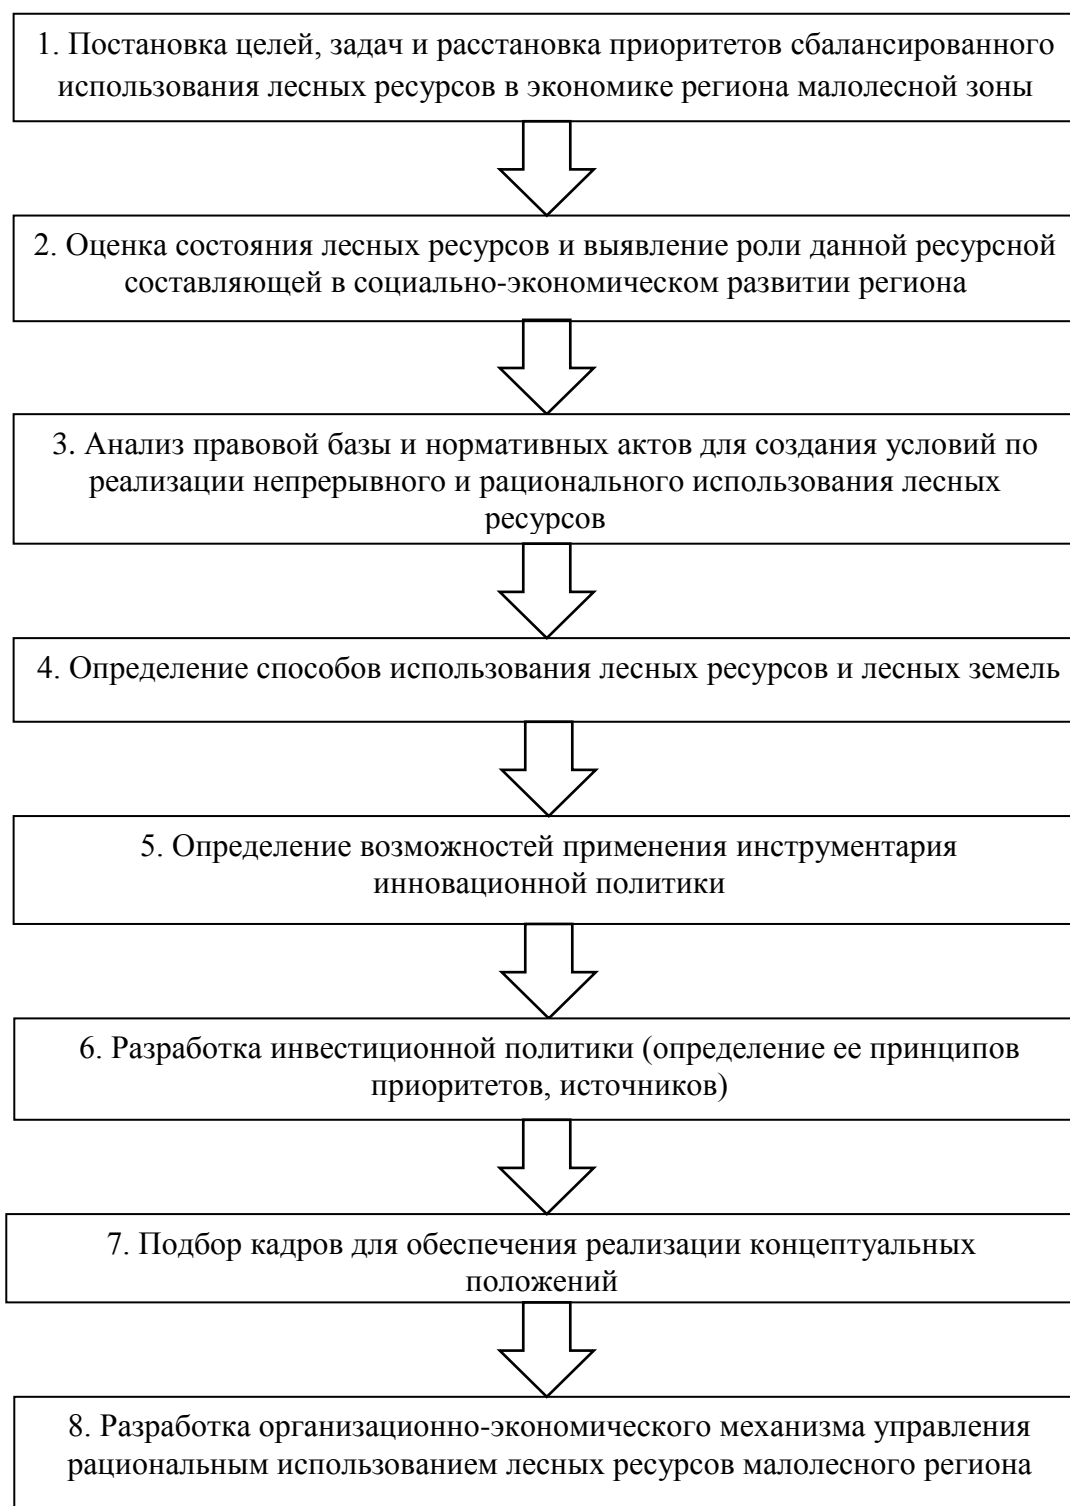 1. Постановка целей, задач и расстановка приоритетов сбалансированного
использования лесных ресурсов в экономике региона малолесной зоны
2. Оценка состояния лесных ресурсов и выявление роли данной ресурсной
составляющей в социально-экономическом развитии региона
3. Анализ правовой базы и нормативных актов для создания условий по
реализации непрерывного и рационального использования лесных
ресурсов
4. Определение способов использования лесных ресурсов и лесных земель
5. Определение возможностей применения инструментария
инновационной политики
6. Разработка инвестиционной политики (определение ее принципов
приоритетов, источников)
7. Подбор кадров для обеспечения реализации концептуальных
положений
8. Разработка организационно-экономического механизма управления
рациональным использованием лесных ресурсов малолесного региона